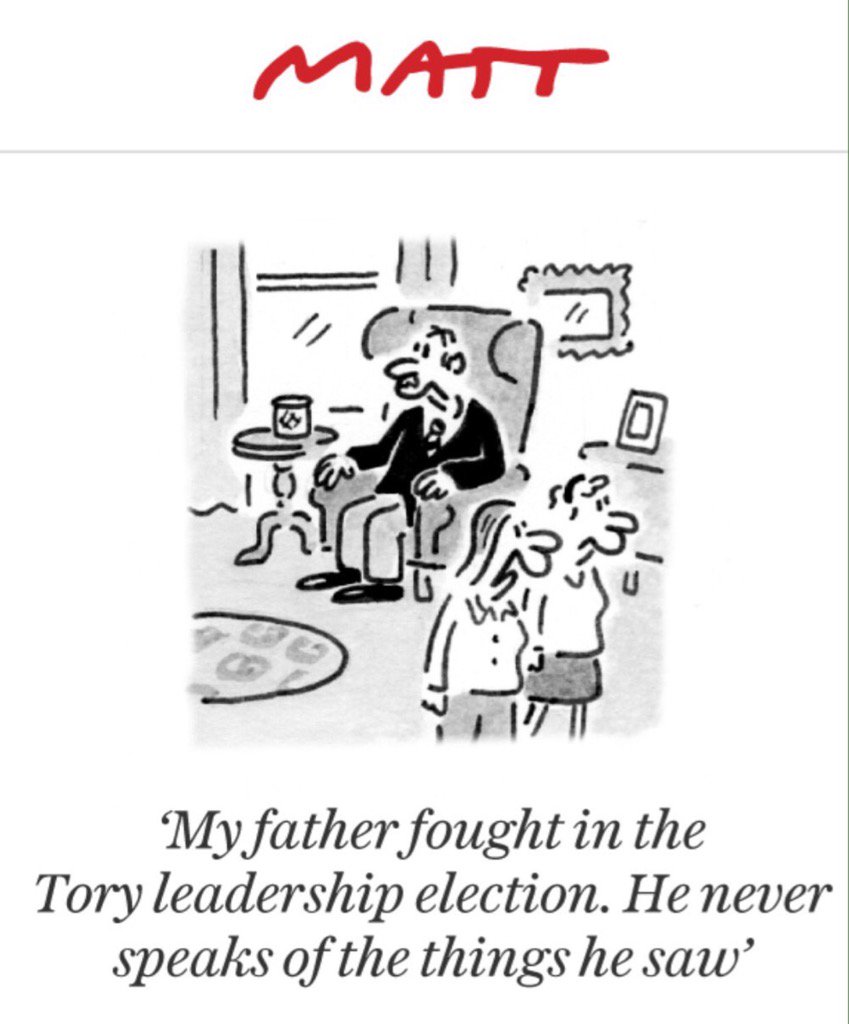 MATT
‘My father fought in the
Tory leadership election. He never
speaks of the things he saw’